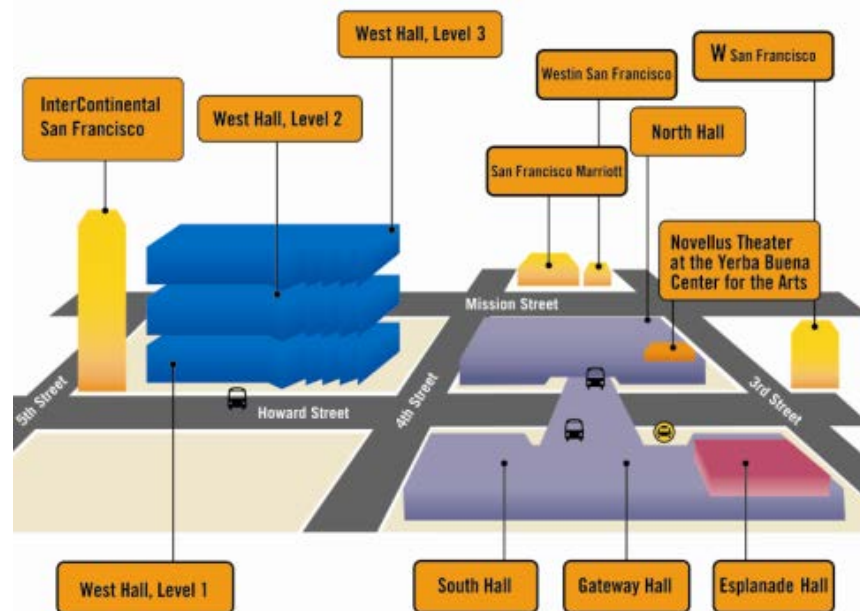 West Hall, Level 3
Westin San Francisco
W San Francisco
InterContinental
San Francisco
West Hall, Level 2
North Hall
San Francisco Marriott
Novellus Theater
at the Yerba Buena
Center for the Arts
Mission Street
5th Street
Howard Street
4th Street
3rd Street
West Hall, Level 1
South Hall
Gateway Hall
Esplanade Hall